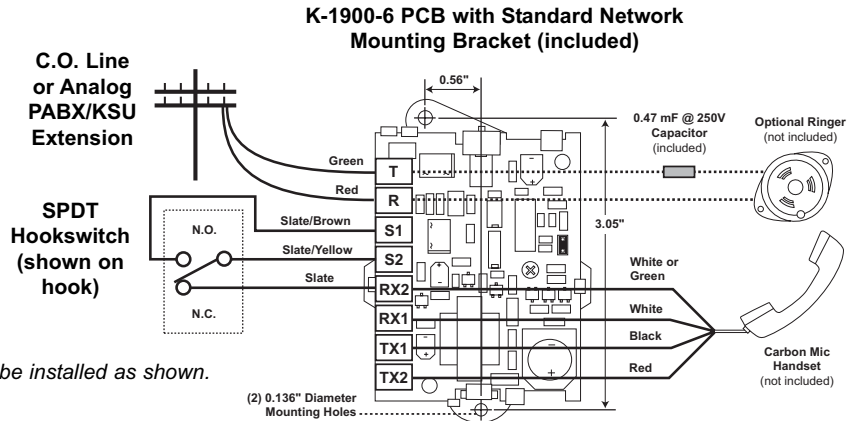 K-1900-6 PCB with Standard Network
Mounting Bracket (included)
C.O. Line
or Analog
PABX/KSU
Extension
0.56"
0.47 mF @ 250V
Capacitor
(included)
Optional Ringer
(not included)
Green
Red
T
R
S1
S2
RX2
RX1
TX1
TX2
SPDT
Hookswitch
(shown on
hook)
N.O.
N.C.
Slate/Brown
Slate/Yellow
Slate
3.05"
White or
Green
White
Black
Red
Carbon Mic
Handset
(not included)
be installed as shown.
(2) 0.136" Diameter
Mounting Holes